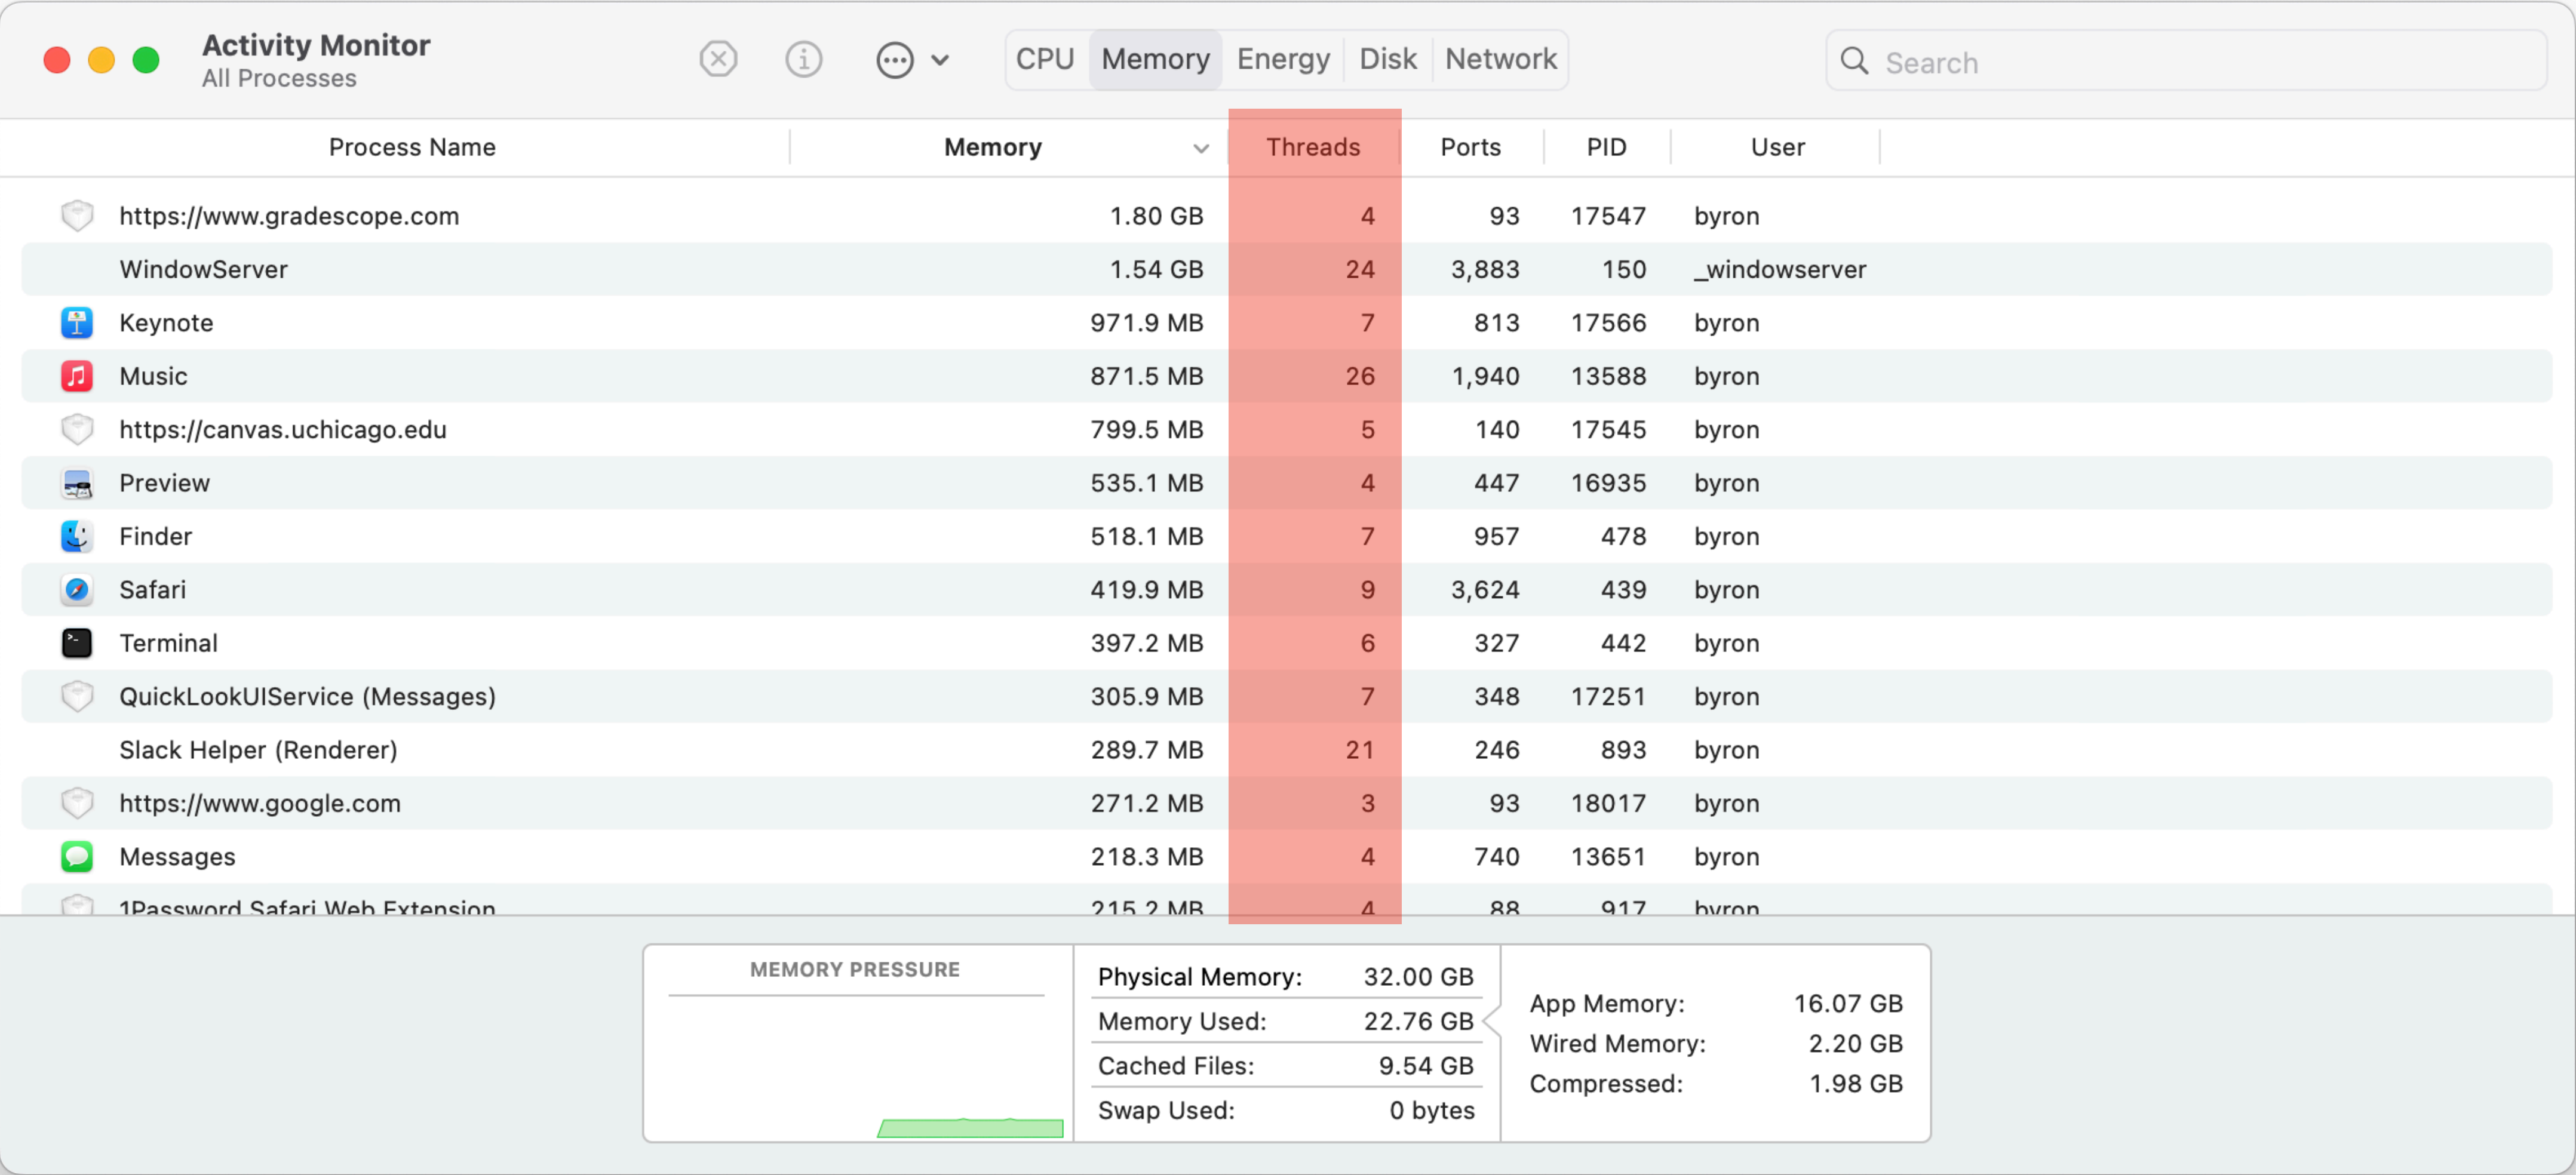 Activity Monitor
All Processes
CPU Memory Energy Disk Network
Search
Process Name Memory Threads Ports PID User
https://www.gradescope.com 1.80 GB 4 93 17547 byron
WindowServer 1.54 GB 24 3,883 150 _windowserver
Keynote 971.9 MB 7 813 17566 byron
Music 871.5 MB 26 1,940 13588 byron
https://canvas.uchicago.edu 799.5 MB 5 140 17545 byron
Preview 535.1 MB 4 447 16935 byron
Finder 518.1 MB 7 957 478 byron
Safari 419.9 MB 9 3,624 439 byron
Terminal 397.2 MB 6 327 442 byron
QuickLookUIService (Messages) 305.9 MB 7 348 17251 byron
Slack Helper (Renderer) 289.7 MB 21 246 893 byron
https://www.google.com 271.2 MB 3 93 18017 byron
Messages 218.3 MB 4 740 13651 byron
1Password Safari Web Extension 215.2 MB 4 88 917 byron
MEMORY PRESSURE
Physical Memory: 32.00 GB
Memory Used: 22.76 GB
Cached Files: 9.54 GB
Swap Used: 0 bytes
App Memory: 16.07 GB
Wired Memory: 2.20 GB
Compressed: 1.98 GB